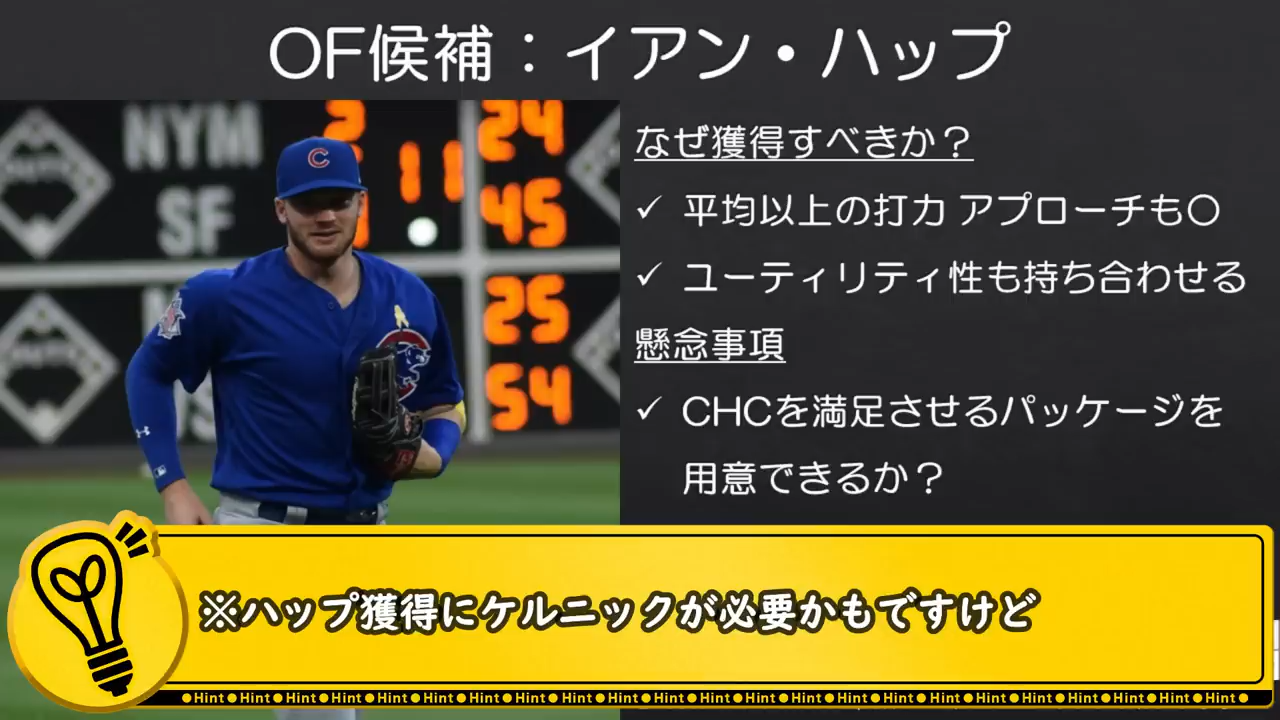 OF候補：イアン・ハップ
NYM
2
11
24
SF
45
25
54
C
なぜ獲得すべきか？
✓ 平均以上の打力 アプローチも〇
✓ ユーティリティ性も持ち合わせる
懸念事項
✓ CHCを満足させるパッケージを
用意できるか？
※ハップ獲得にケルニックが必要かもですけど
●Hint●Hint●Hint●Hint●Hint●Hint●Hint●Hint●Hint●Hint●Hint●Hint●Hint●Hint●Hint●Hint●Hint●Hint●Hint●Hint●Hint●Hint●Hint●